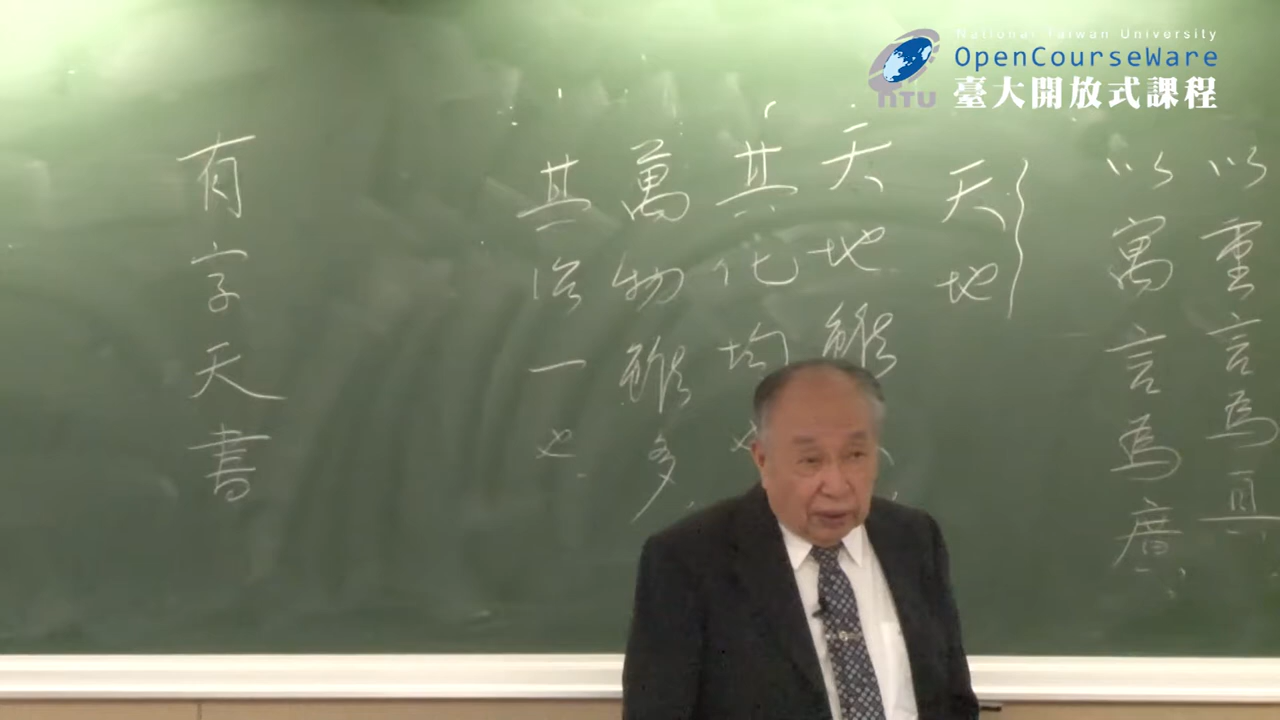 National Taiwan University
OpenCourseWare
臺大開放式課程
NTU
以重言為真
以寓言為廣
天地
天地雖
其化均也
萬物雖多
其治一也
有字天書